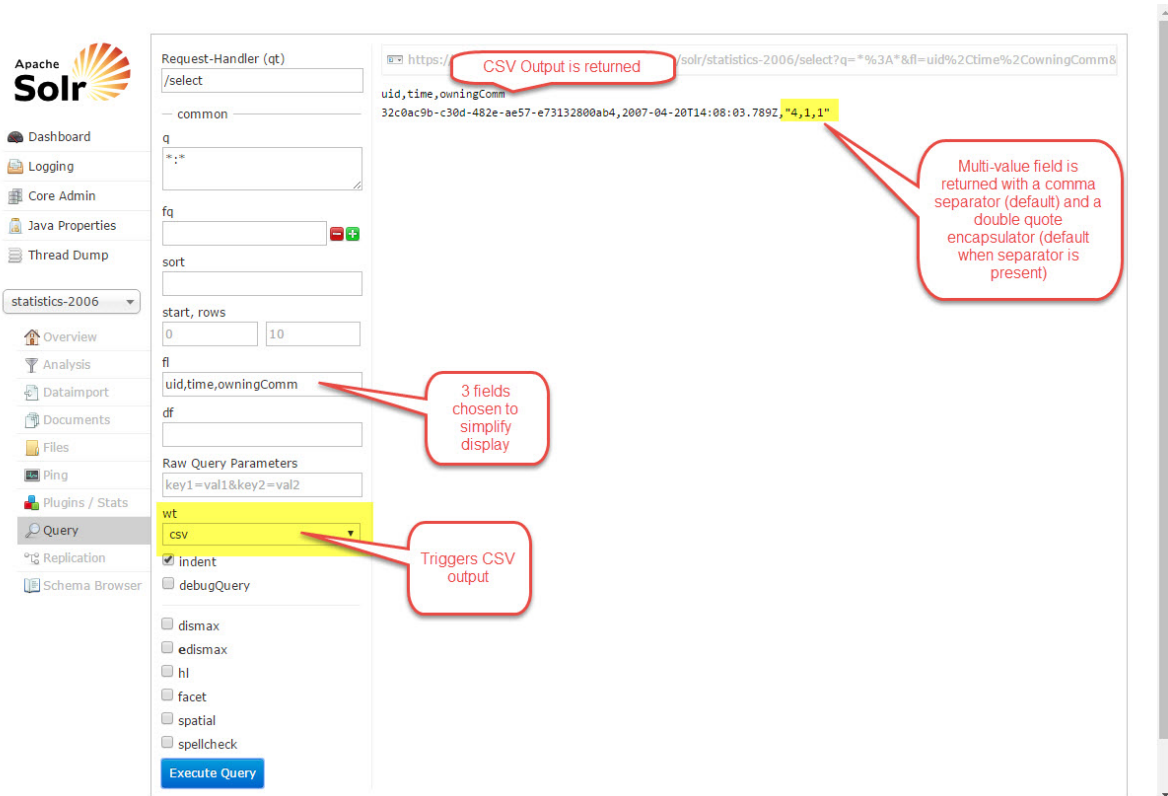 Apache
Solr
Dashboard
Logging
Core Admin
Java Properties
Thread Dump
statistics-2006
Overview
Analysis
Dataimport
Documents
Files
Ping
Plugins / Stats
Query
Replication
Schema Browser
Request-Handler (qt)
/select
common
q
*:*
fq
sort
start, rows
0 10
fl
uid,time,owningComm
df
Raw Query Parameters
key1=val1&key2=val2
wt
csv
indent
debugQuery
dismax
edismax
hl
facet
spatial
spellcheck
Execute Query
https:/ /solr/statistics-2006/select?q=*%3A*&fl=uid%2Ctime%2CowningComm&
CSV Output is returned
uid,time,owningComm
32c0ac9b-c30d-482e-ae57-e73132800ab4,2007-04-20T14:08:03.789Z,"4,1,1"
Multi-value field is
returned with a comma
separator (default) and a
double quote
encapsulator (default
when separator is
present)
3 fields
chosen to
simplify
display
Triggers CSV
output